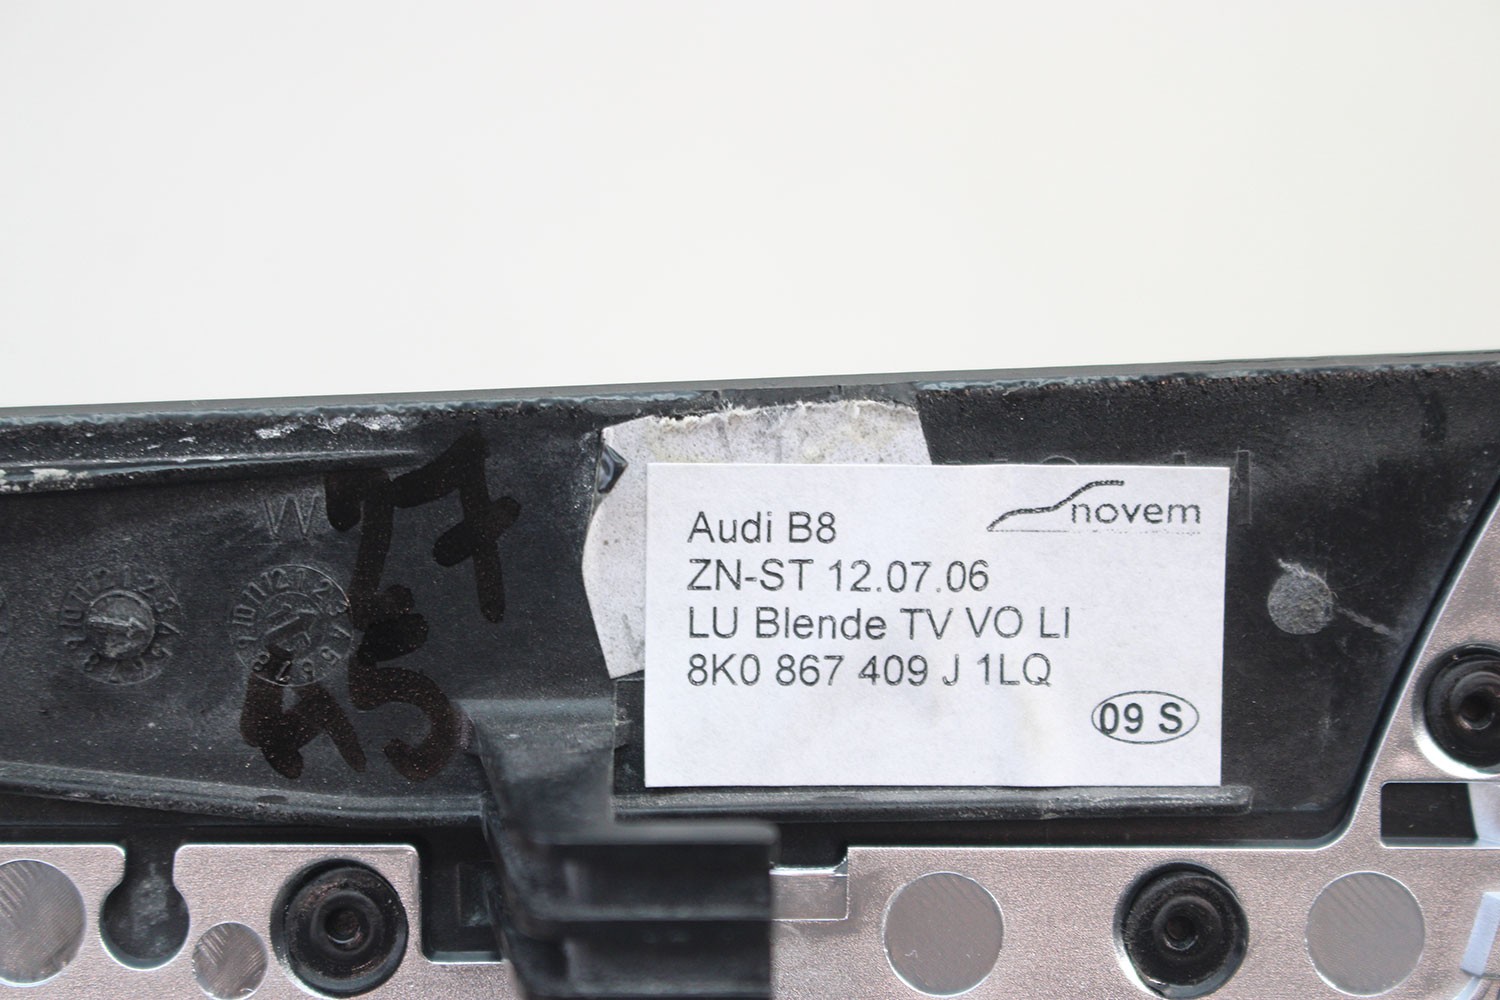 novem
Audi B8
ZN-ST 12.07.06
LU Blende TV VO LI
8K0 867 409 J 1LQ
09 S
W